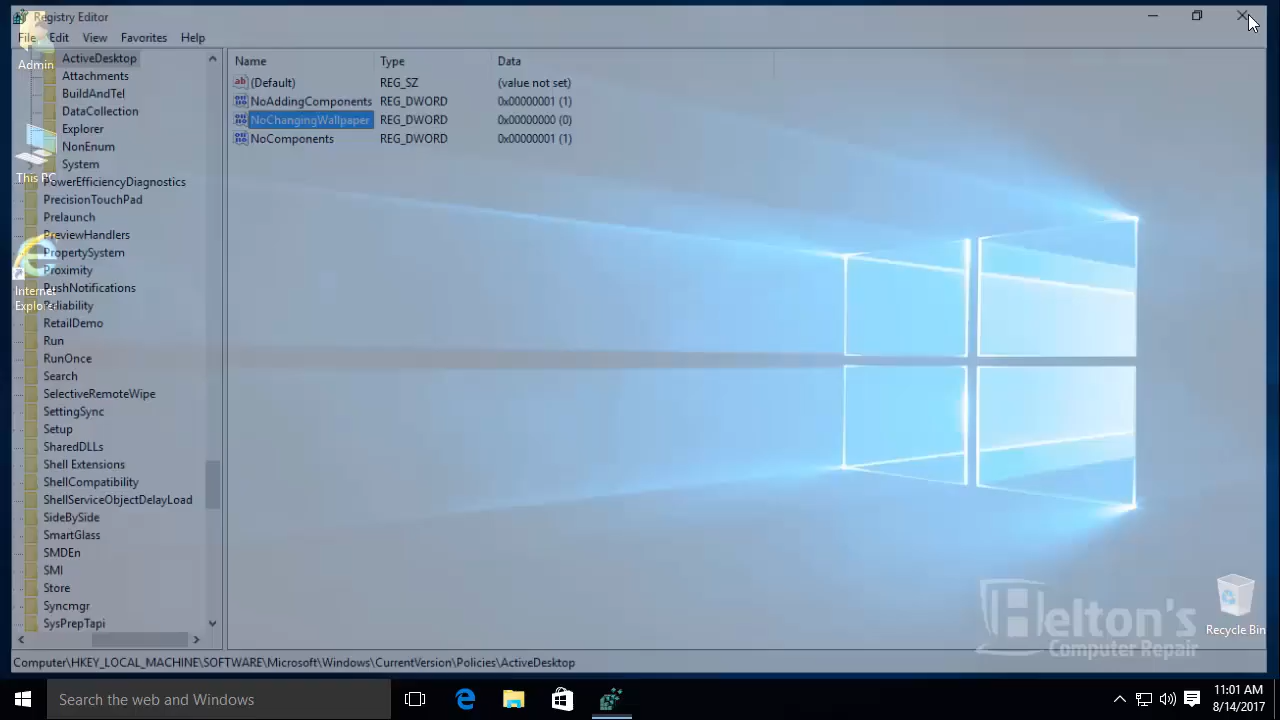 Registry Editor
File Edit View Favorites Help
Admin
This PC
Internet
Explorer
ActiveDesktop
Attachments
BuildAndTel
DataCollection
Explorer
NonEnum
System
PowerEfficiencyDiagnostics
PrecisionTouchPad
Prelaunch
PreviewHandlers
PropertySystem
Proximity
PushNotifications
Reliability
RetailDemo
Run
RunOnce
Search
SelectiveRemoteWipe
SettingSync
Setup
SharedDLLs
Shell Extensions
ShellCompatibility
ShellServiceObjectDelayLoad
SideBySide
SmartGlass
SMDEn
SMI
Store
Syncmgr
SysPrepTapi
Name Type Data
(Default) REG_SZ (value not set)
NoAddingComponents REG_DWORD 0x00000001 (1)
NoChangingWallpaper REG_DWORD 0x00000000 (0)
NoComponents REG_DWORD 0x00000001 (1)
Helton's
Computer Repair
Recycle Bin
Computer\HKEY_LOCAL_MACHINE\SOFTWARE\Microsoft\Windows\CurrentVersion\Policies\ActiveDesktop
Search the web and Windows
11:01 AM
8/14/2017